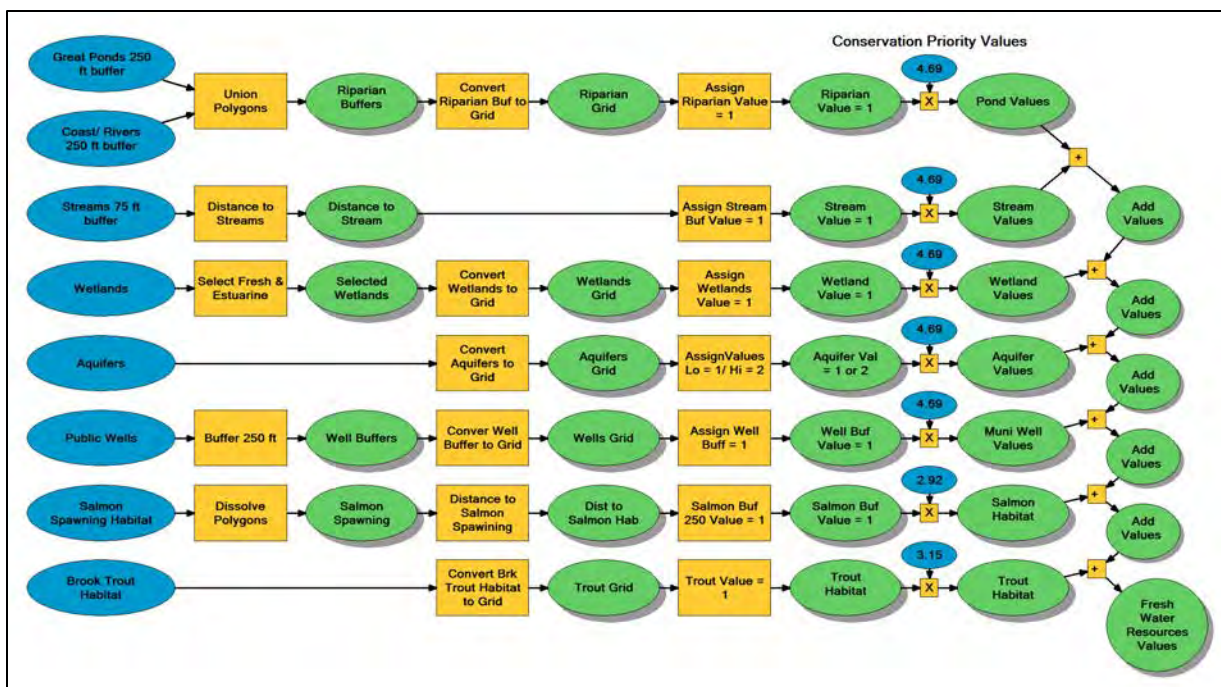 Conservation Priority Values
Great Ponds 250
ft buffer
Coast/ Rivers
250 ft buffer
Union
Polygons
Riparian
Buffers
Convert
Riparian Buf to
Grid
Riparian
Grid
Assign
Riparian Value
= 1
Riparian
Value = 1
4.69
X
Pond Values
+
Streams 75 ft
buffer
Distance to
Streams
Distance to
Stream
Assign Stream
Buf Value = 1
Stream
Value = 1
4.69
X
Stream
Values
Add
Values
Wetlands
Select Fresh &
Estuarine
Selected
Wetlands
Convert
Wetlands to
Grid
Wetlands
Grid
Assign
Wetlands
Value = 1
Wetland
Value = 1
4.69
X
Wetland
Values
+
Add
Values
Aquifers
Convert
Aquifers to
Grid
Aquifers
Grid
AssignValues
Lo = 1/ Hi = 2
Aquifer Val
= 1 or 2
4.69
X
Aquifer
Values
+
Add
Values
Public Wells
Buffer 250 ft
Well Buffers
Conver Well
Buffer to Grid
Wells Grid
Assign Well
Buff = 1
Well Buf
Value = 1
4.69
X
Muni Well
Values
+
Add
Values
Salmon
Spawning Habitat
Dissolve
Polygons
Salmon
Spawning
Distance to
Salmon
Spawining
Dist to
Salmon Hab
Salmon Buf
250 Value = 1
Salmon Buf
Value = 1
2.92
X
Salmon
Habitat
+
Add
Values
Brook Trout
Habitat
Convert Brk
Trout Habitat
to Grid
Trout Grid
Trout Value =
1
Trout
Habitat
3.15
X
Trout
Habitat
+
Fresh
Water
Resources
Values